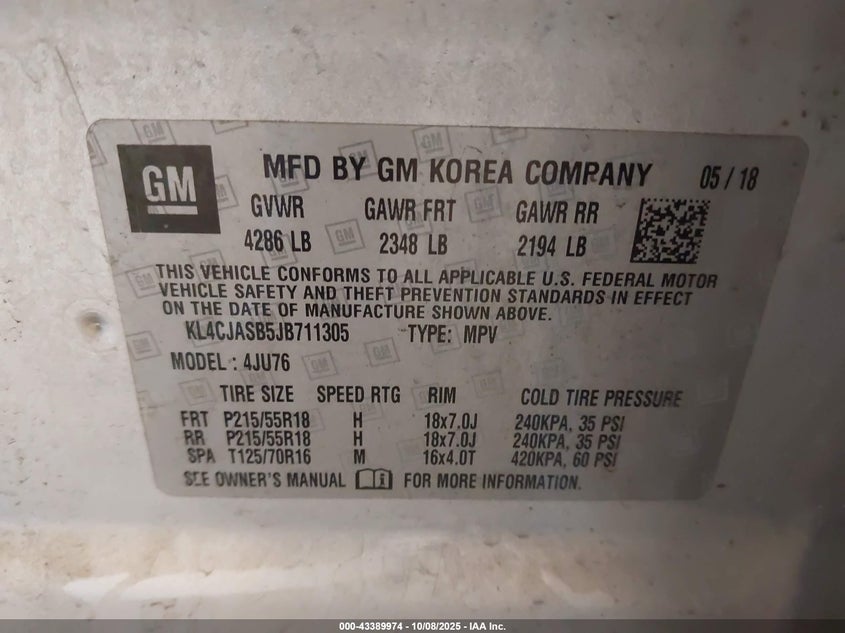 GM
MFD BY GM KOREA COMPANY 05 / 18
GVWR GAWR FRT GAWR RR
4286 LB 2348 LB 2194 LB
THIS VEHICLE CONFORMS TO ALL APPLICABLE U.S. FEDERAL MOTOR
VEHICLE SAFETY AND THEFT PREVENTION STANDARDS IN EFFECT
ON THE DATE OF MANUFACTURE SHOWN ABOVE.
KL4CJASB5JB711305 TYPE: MPV
MODEL : 4JU76
TIRE SIZE SPEED RTG RIM COLD TIRE PRESSURE
FRT P215/55R18 H 18x7.0J 240KPA, 35 PSI
RR P215/55R18 H 18x7.0J 240KPA, 35 PSI
SPA T125/70R16 M 16x4.0T 420KPA, 60 PSI
SEE OWNER'S MANUAL FOR MORE INFORMATION.
000-43389974 - 10/08/2025 - IAA Inc.